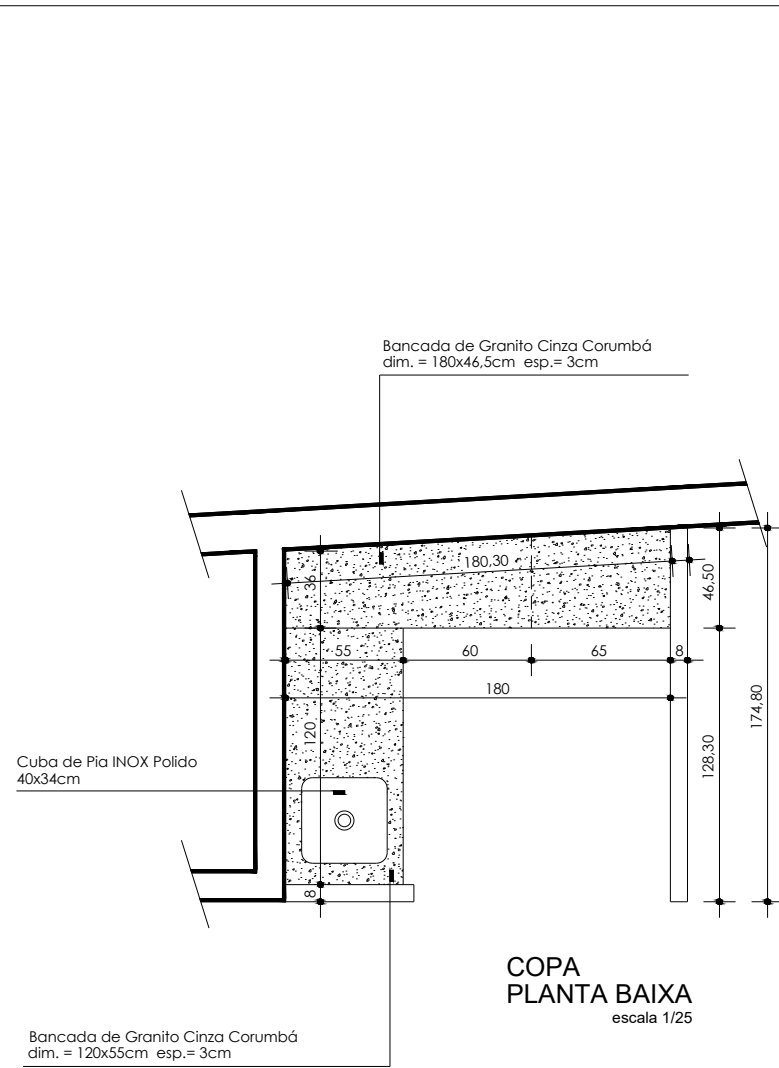 Bancada de Granito Cinza Corumbá
dim. = 180x46,5cm esp.= 3cm
180,30
36
46,50
55
60
65
8
180
174,80
120
128,30
Cuba de Pia INOX Polido
40x34cm
8
COPA
PLANTA BAIXA
escala 1/25
Bancada de Granito Cinza Corumbá
dim. = 120x55cm esp.= 3cm